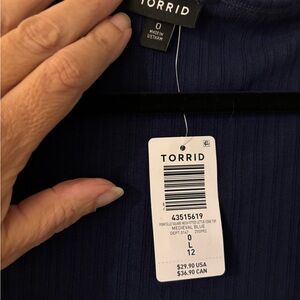 TORRID
0
MADE IN
VIETNAM
TORRID
43515619
MEDIEVAL BLUE
0
L
12
$29.90 USA
$36.90 CAN